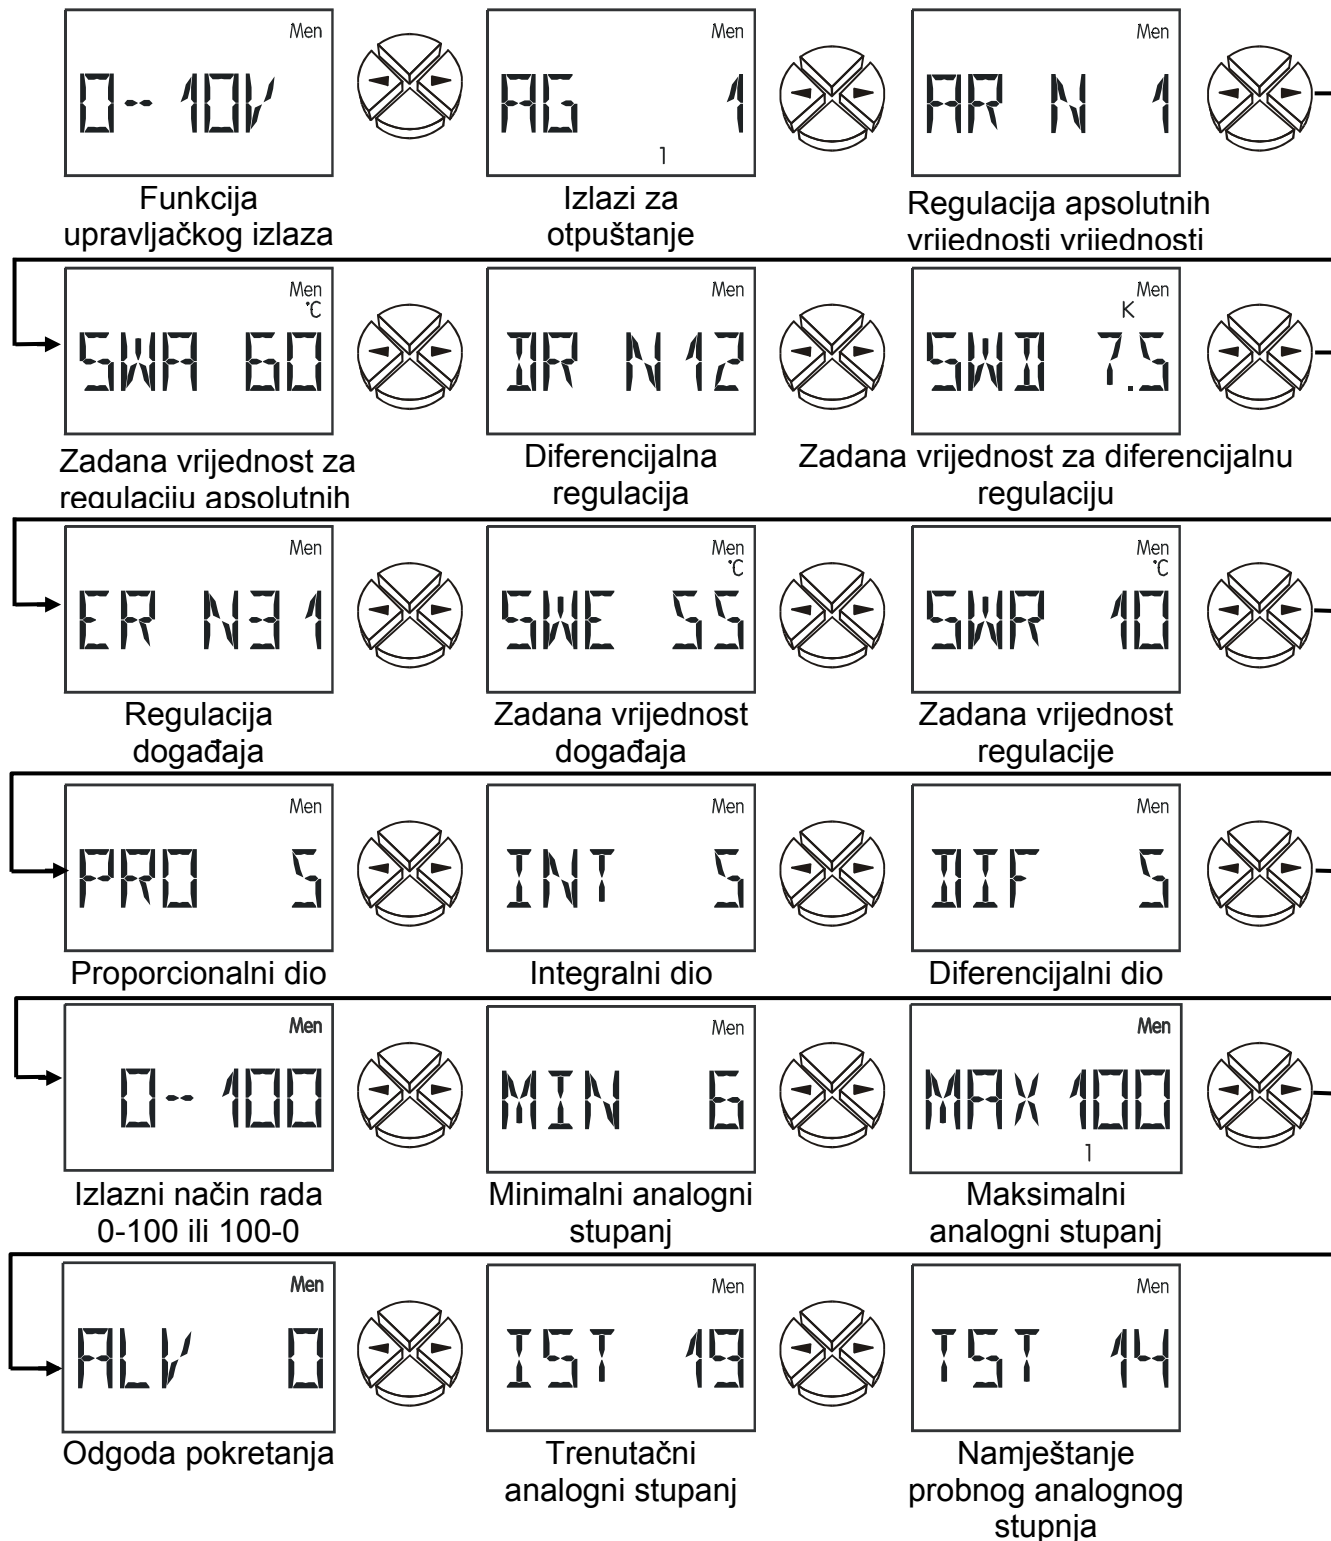 Men
0--10V
Funkcija
upravljačkog izlaza
Men
AG 1
1
Izlazi za
otpuštanje
Men
AR N 1
Regulacija apsolutnih
vrijednosti vrijednosti
Men
°C
SWA 60
Zadana vrijednost za
regulaciju apsolutnih
Men
DR N12
Diferencijalna
regulacija
Men
K
SWD 7.5
Zadana vrijednost za diferencijalnu
regulaciju
Men
ER N31
Regulacija
događaja
Men
°C
SWE 55
Zadana vrijednost
događaja
Men
°C
SWR 10
Zadana vrijednost
regulacije
Men
PRO 5
Proporcionalni dio
Men
INT 5
Integralni dio
Men
DIF 5
Diferencijalni dio
Men
0--100
Izlazni način rada
0-100 ili 100-0
Men
MIN 6
Minimalni analogni
stupanj
Men
MAX 100
1
Maksimalni
analogni stupanj
Men
ALV 0
Odgoda pokretanja
Men
IST 19
Trenutačni
analogni stupanj
Men
TST 14
Namještanje
probnog analognog
stupnja